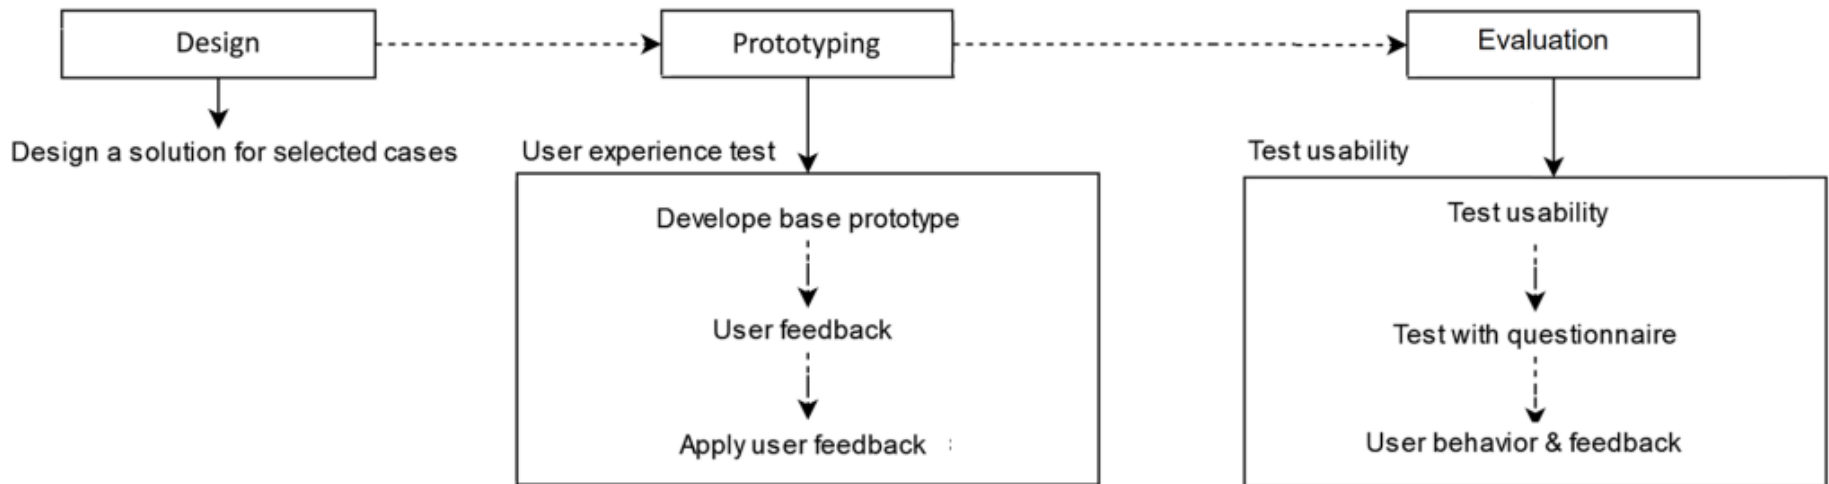 Design
Prototyping
Evaluation
Design a solution for selected cases
User experience test
Test usability
Develope base prototype
User feedback
Apply user feedback
Test usability
Test with questionnaire
User behavior & feedback